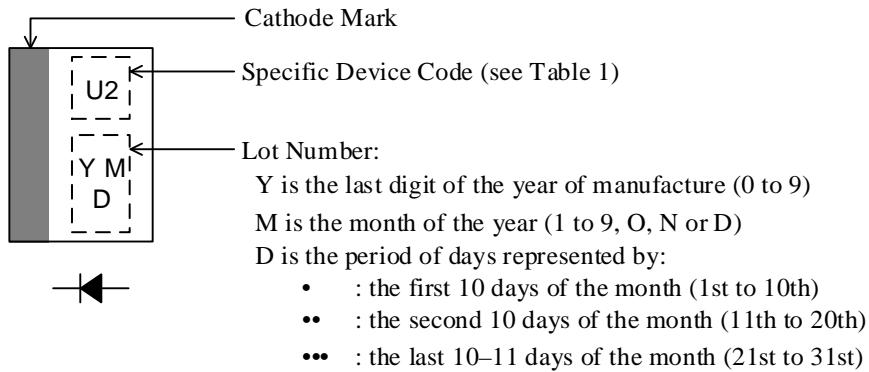 Cathode Mark
Specific Device Code (see Table 1)
U2
Lot Number:
Y M
D
Y is the last digit of the year of manufacture (0 to 9)
M is the month of the year (1 to 9, O, N or D)
D is the period of days represented by:
• : the first 10 days of the month (1st to 10th)
•• : the second 10 days of the month (11th to 20th)
••• : the last 10–11 days of the month (21st to 31st)